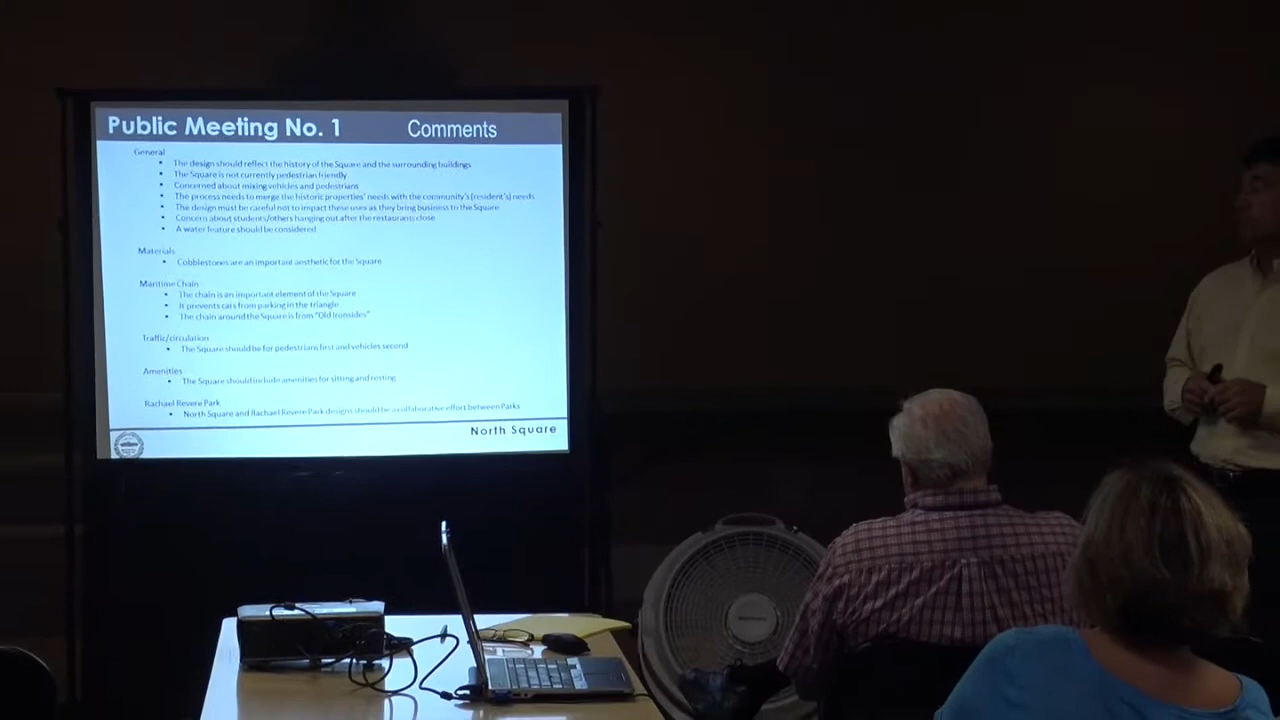 Public Meeting No. 1 Comments
General
▪ The design should reflect the history of the Square and the surrounding buildings
▪ The Square is not currently pedestrian friendly
▪ Concerned about mixing vehicles and pedestrians
▪ The process needs to merge the historic properties' needs with the community's (resident's) needs
▪ The design must be careful not to impact these uses as they bring business to the Square
▪ Concern about students/others hanging out after the restaurants close
▪ A water feature should be considered
Materials
▪ Cobblestones are an important aesthetic for the Square
Maritime Chain
▪ The chain is an important element of the Square
▪ It prevents cars from parking in the triangle
▪ The chain around the Square is from "Old Ironsides"
Traffic/circulation
▪ The Square should be for pedestrians first and vehicles second
Amenities
▪ The Square should include amenities for sitting and resting
Rachael Revere Park
▪ North Square and Rachael Revere Park designs should be a collaborative effort between Parks
North Square